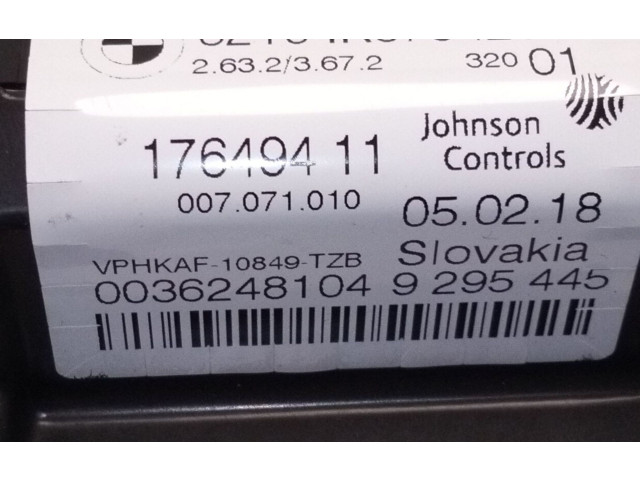 2.63.2/3.67.2 320 01
176494 11 Johnson Controls
007.071.010 05.02.18
VPHKAF-10849-TZB Slovakia
0036248104 9 295 445